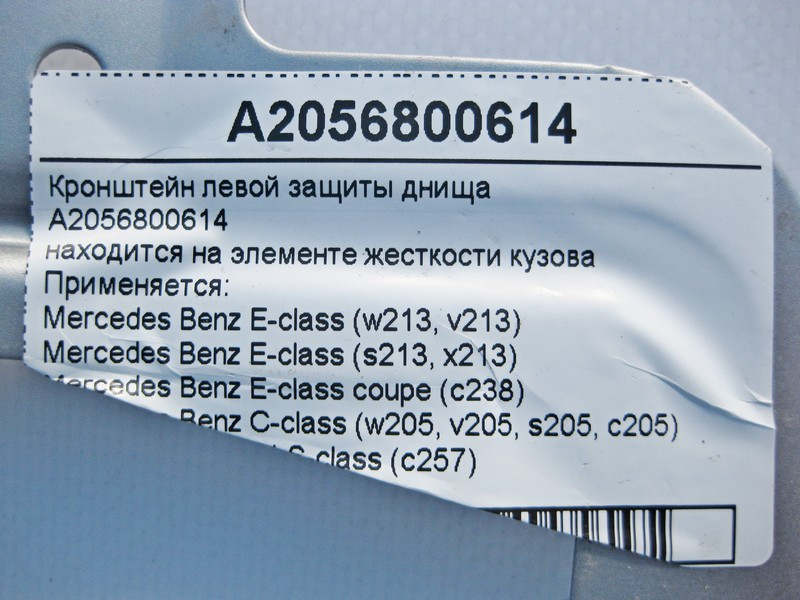 A2056800614
Кронштейн левой защиты днища
A2056800614
находится на элементе жесткости кузова
Применяется:
Mercedes Benz E-class (w213, v213)
Mercedes Benz E-class (s213, x213)
Mercedes Benz E-class coupe (c238)
Benz C-class (w205, v205, s205, c205)
class (c257)